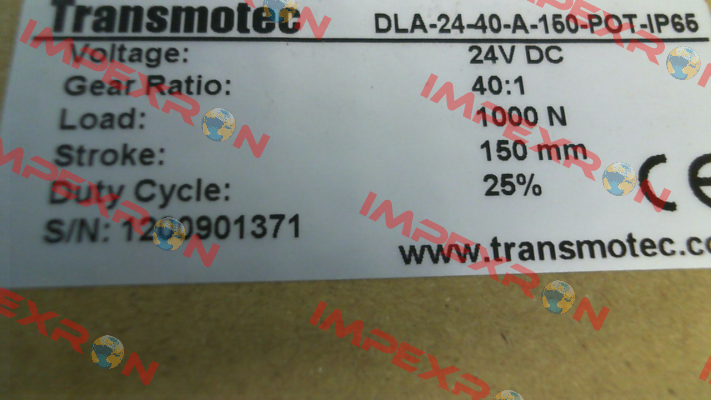 Transmotec DLA-24-40-A-150-POT-IP65
Voltage: 24V DC
Gear Ratio: 40:1
Load: 1000 N
Stroke: 150 mm
Duty Cycle: 25%
CE
S/N:
www.transmotec.co
IMPEXRON
IMPEXRON
IMPEXRON
IMPEXRON
IMPEXRON
IMPEXRON